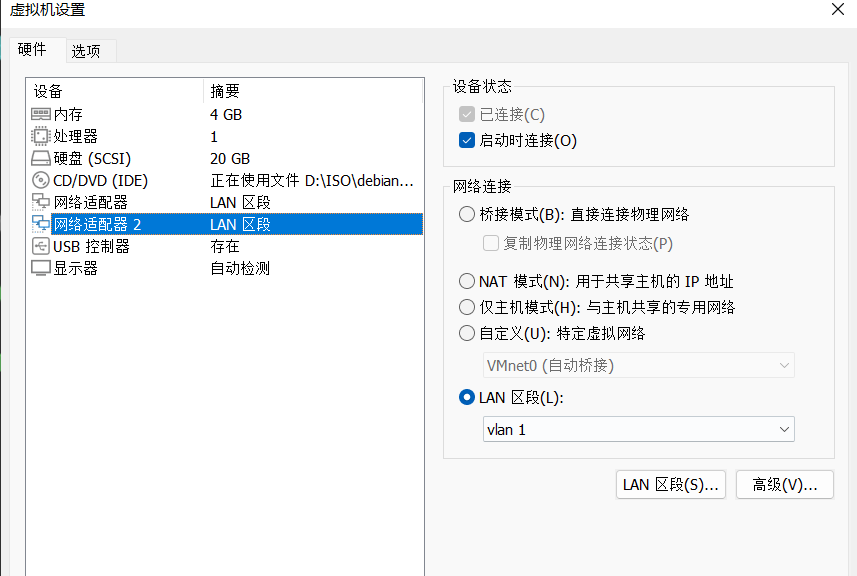 虚拟机设置
硬件 选项
设备 摘要
内存 4 GB
处理器 1
硬盘 (SCSI) 20 GB
CD/DVD (IDE) 正在使用文件 D:\ISO\debian...
网络适配器 LAN 区段
网络适配器 2 LAN 区段
USB 控制器 存在
显示器 自动检测
设备状态
已连接(C)
启动时连接(O)
网络连接
桥接模式(B): 直接连接物理网络
复制物理网络连接状态(P)
NAT 模式(N): 用于共享主机的 IP 地址
仅主机模式(H): 与主机共享的专用网络
自定义(U): 特定虚拟网络
VMnet0 (自动桥接)
LAN 区段(L):
vlan 1
LAN 区段(S)... 高级(V)...